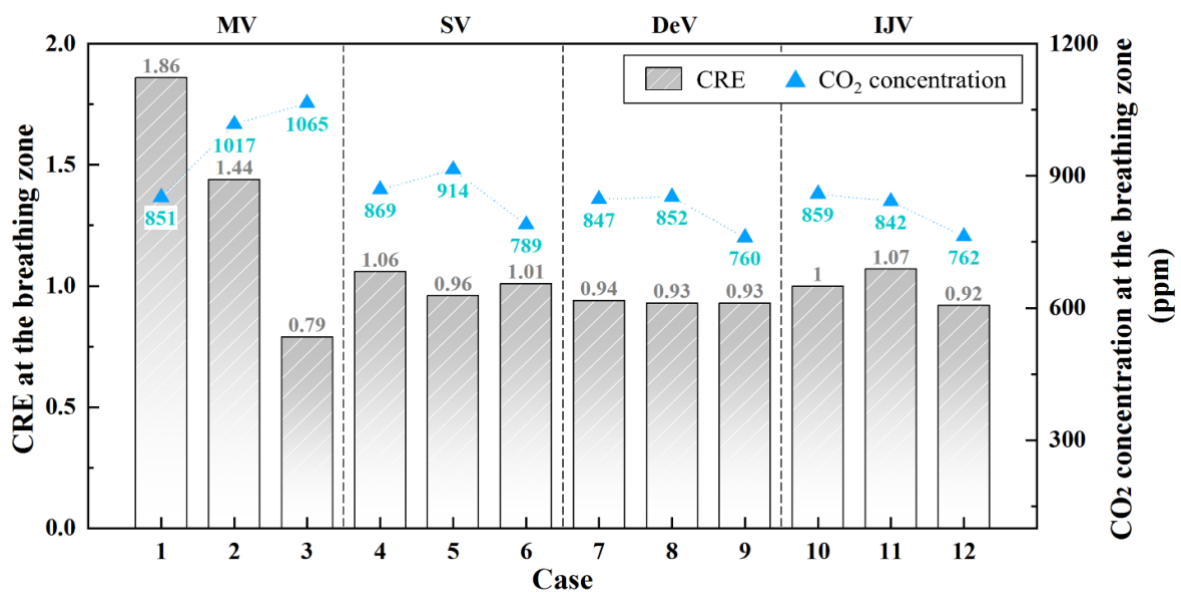 MV SV DeV IJV
CRE CO₂ concentration
CRE at the breathing zone
2.0
1.5
1.0
0.5
0.0
1200
900
600
300
CO2 concentration at the breathing zone
(ppm)
1.86 1.44 0.79 1.06 0.96 1.01 0.94 0.93 0.93 1 1.07 0.92
851 1017 1065 869 914 789 847 852 760 859 842 762
1 2 3 4 5 6 7 8 9 10 11 12
Case